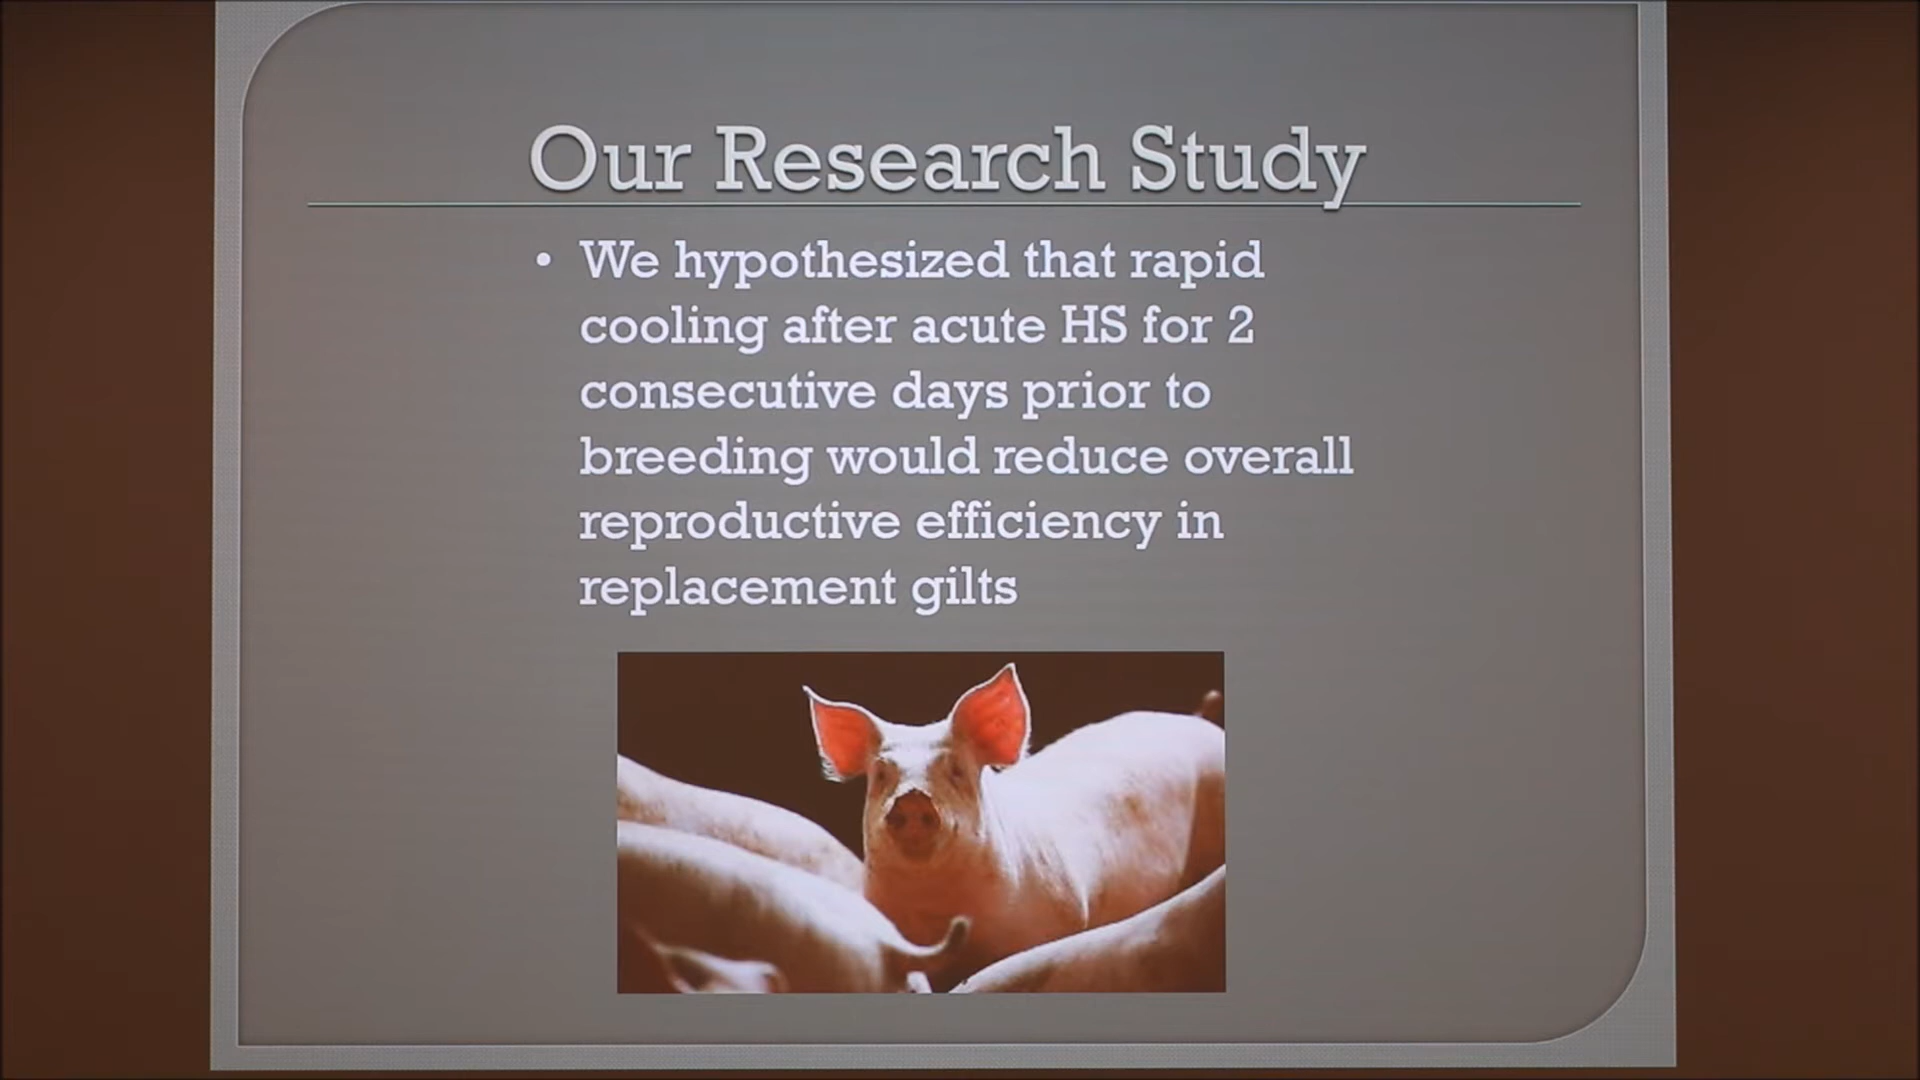 Our Research Study
• We hypothesized that rapid
cooling after acute HS for 2
consecutive days prior to
breeding would reduce overall
reproductive efficiency in
replacement gilts